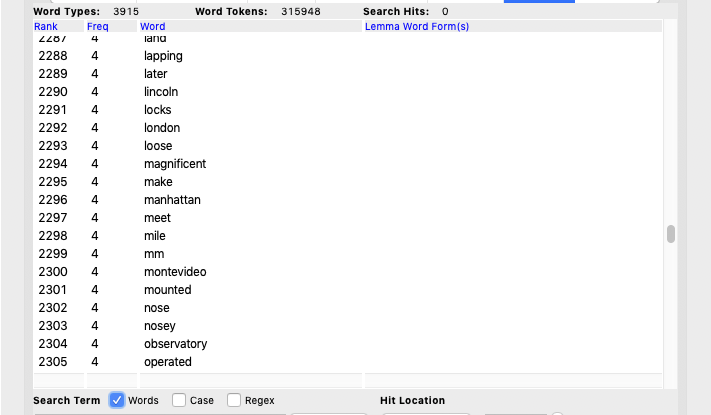 Word Types: 3915 Word Tokens: 315948 Search Hits: 0
Rank Freq Word Lemma Word Form(s)
2287 4 land
2288 4 lapping
2289 4 later
2290 4 lincoln
2291 4 locks
2292 4 london
2293 4 loose
2294 4 magnificent
2295 4 make
2296 4 manhattan
2297 4 meet
2298 4 mile
2299 4 mm
2300 4 montevideo
2301 4 mounted
2302 4 nose
2303 4 nosey
2304 4 observatory
2305 4 operated
Search Term Words Case Regex Hit Location